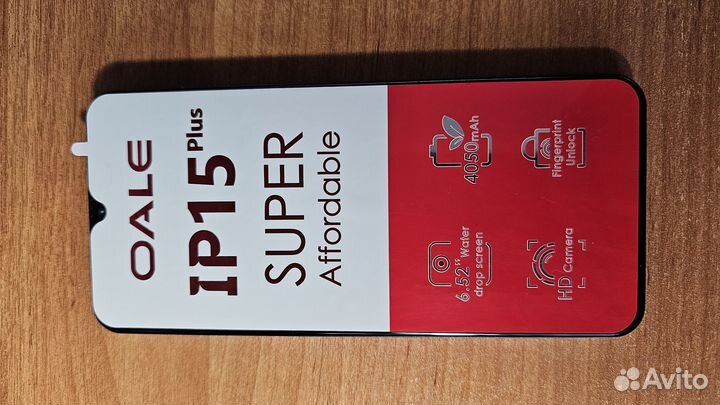 OALE
IP15 Plus
SUPER
Affordable
4050mAh
Fingerprint
Unlock
6.52" Water
drop screen
HD Camera
Avito